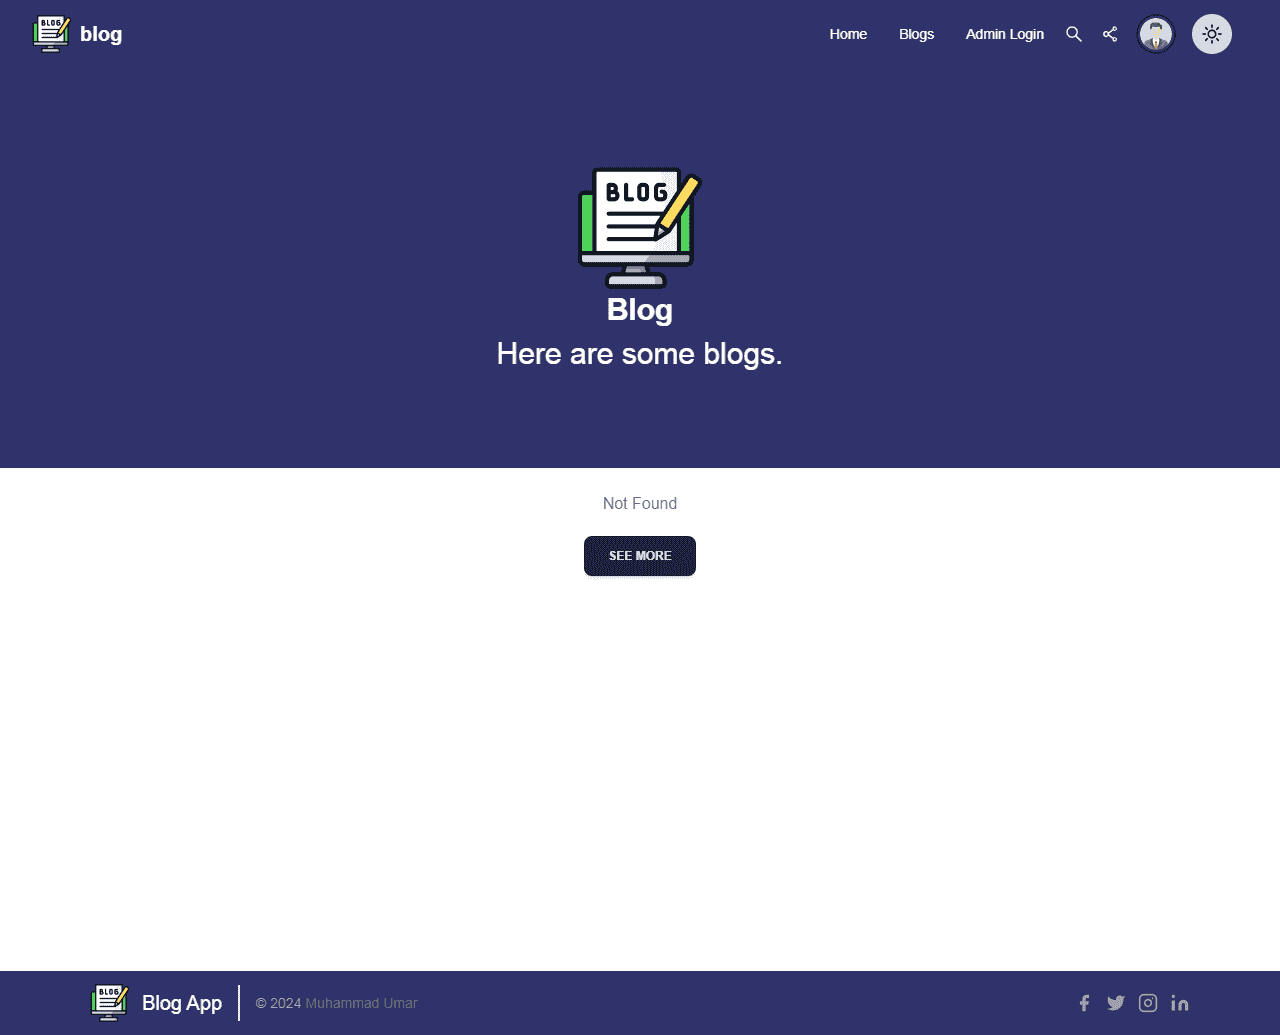 BLOG
blog
Home
Blogs
Admin Login
BLOG
Blog
Here are some blogs.
Not Found
SEE MORE
BLOG
Blog App
© 2024 Muhammad Umar